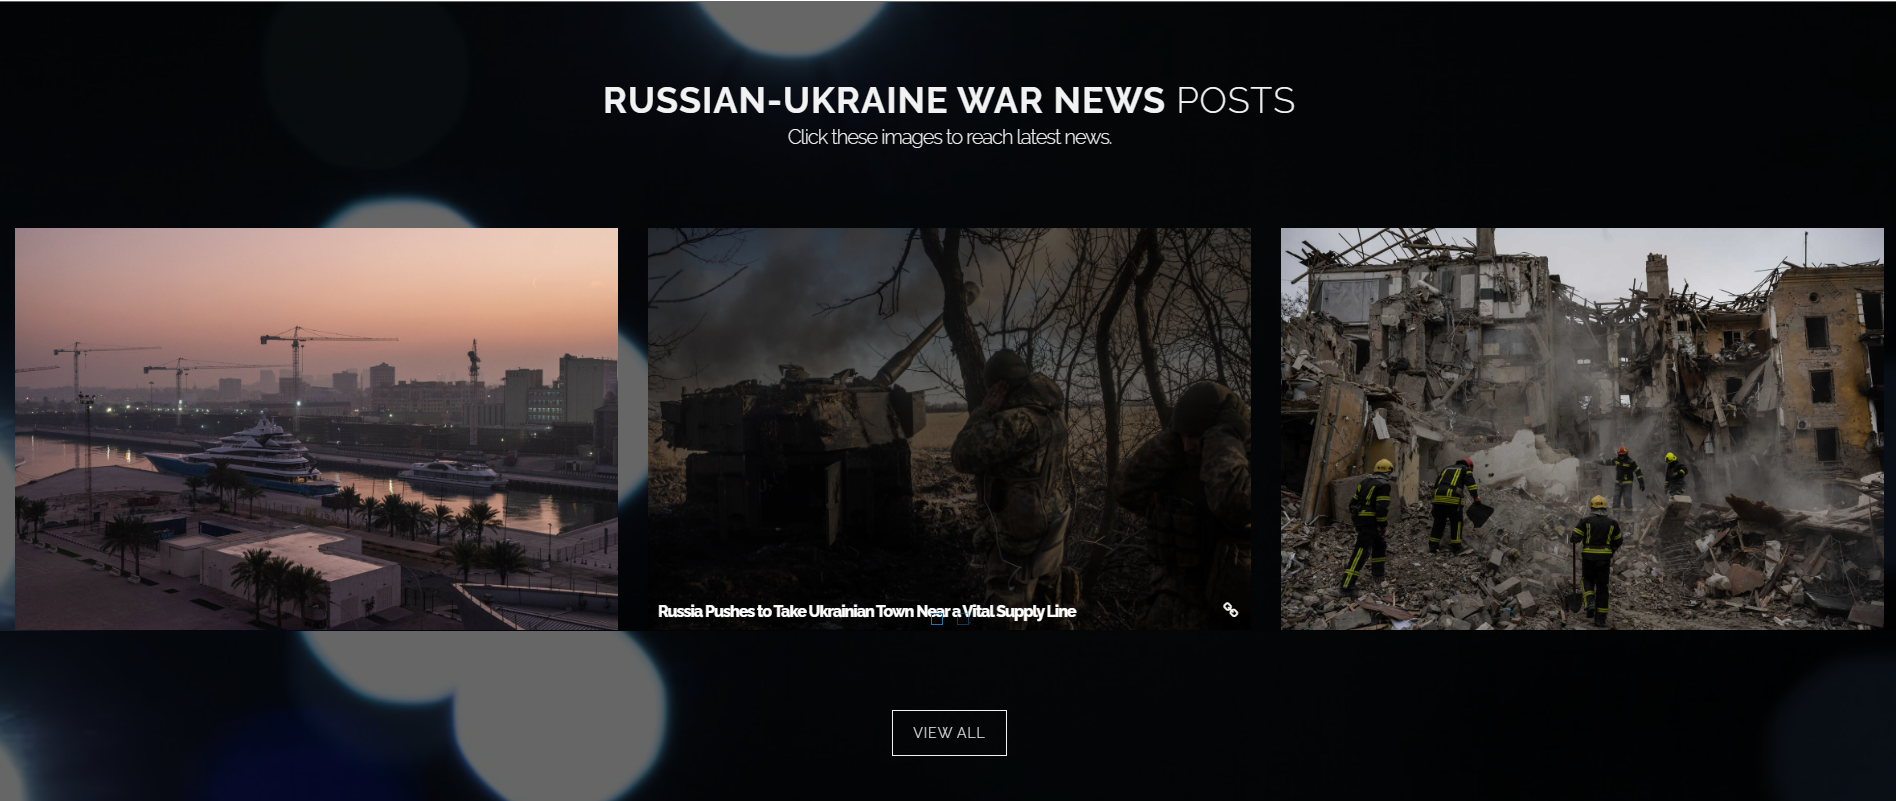 RUSSIAN-UKRAINE WAR NEWS POSTS
Click these images to reach latest news.
Russia Pushes to Take Ukrainian Town Near a Vital Supply Line
VIEW ALL